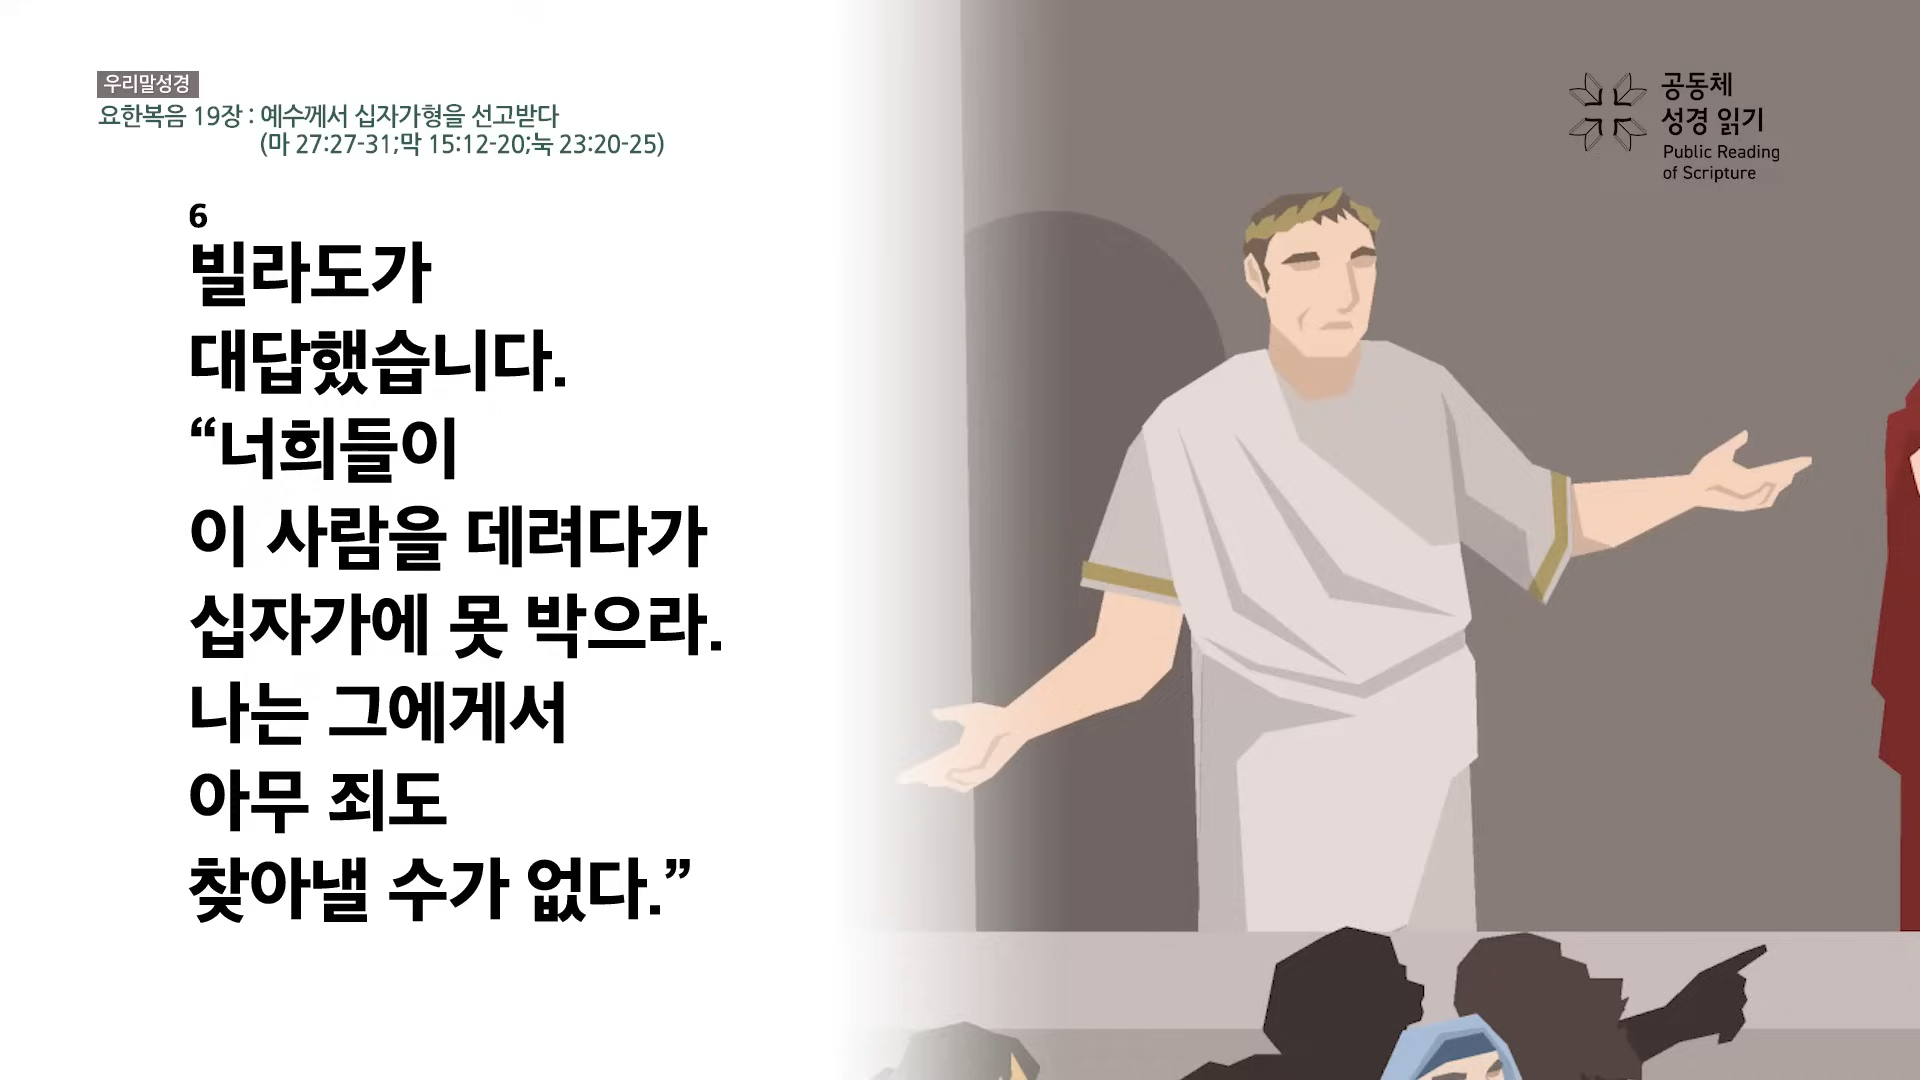 우리말성경
요한복음 19장 : 예수께서 십자가형을 선고받다
(마 27:27-31;막 15:12-20;눅 23:20-25)
공동체
성경 읽기
Public Reading
of Scripture
6
빌라도가
대답했습니다.
“너희들이
이 사람을 데려다가
십자가에 못 박으라.
나는 그에게서
아무 죄도
찾아낼 수가 없다.”